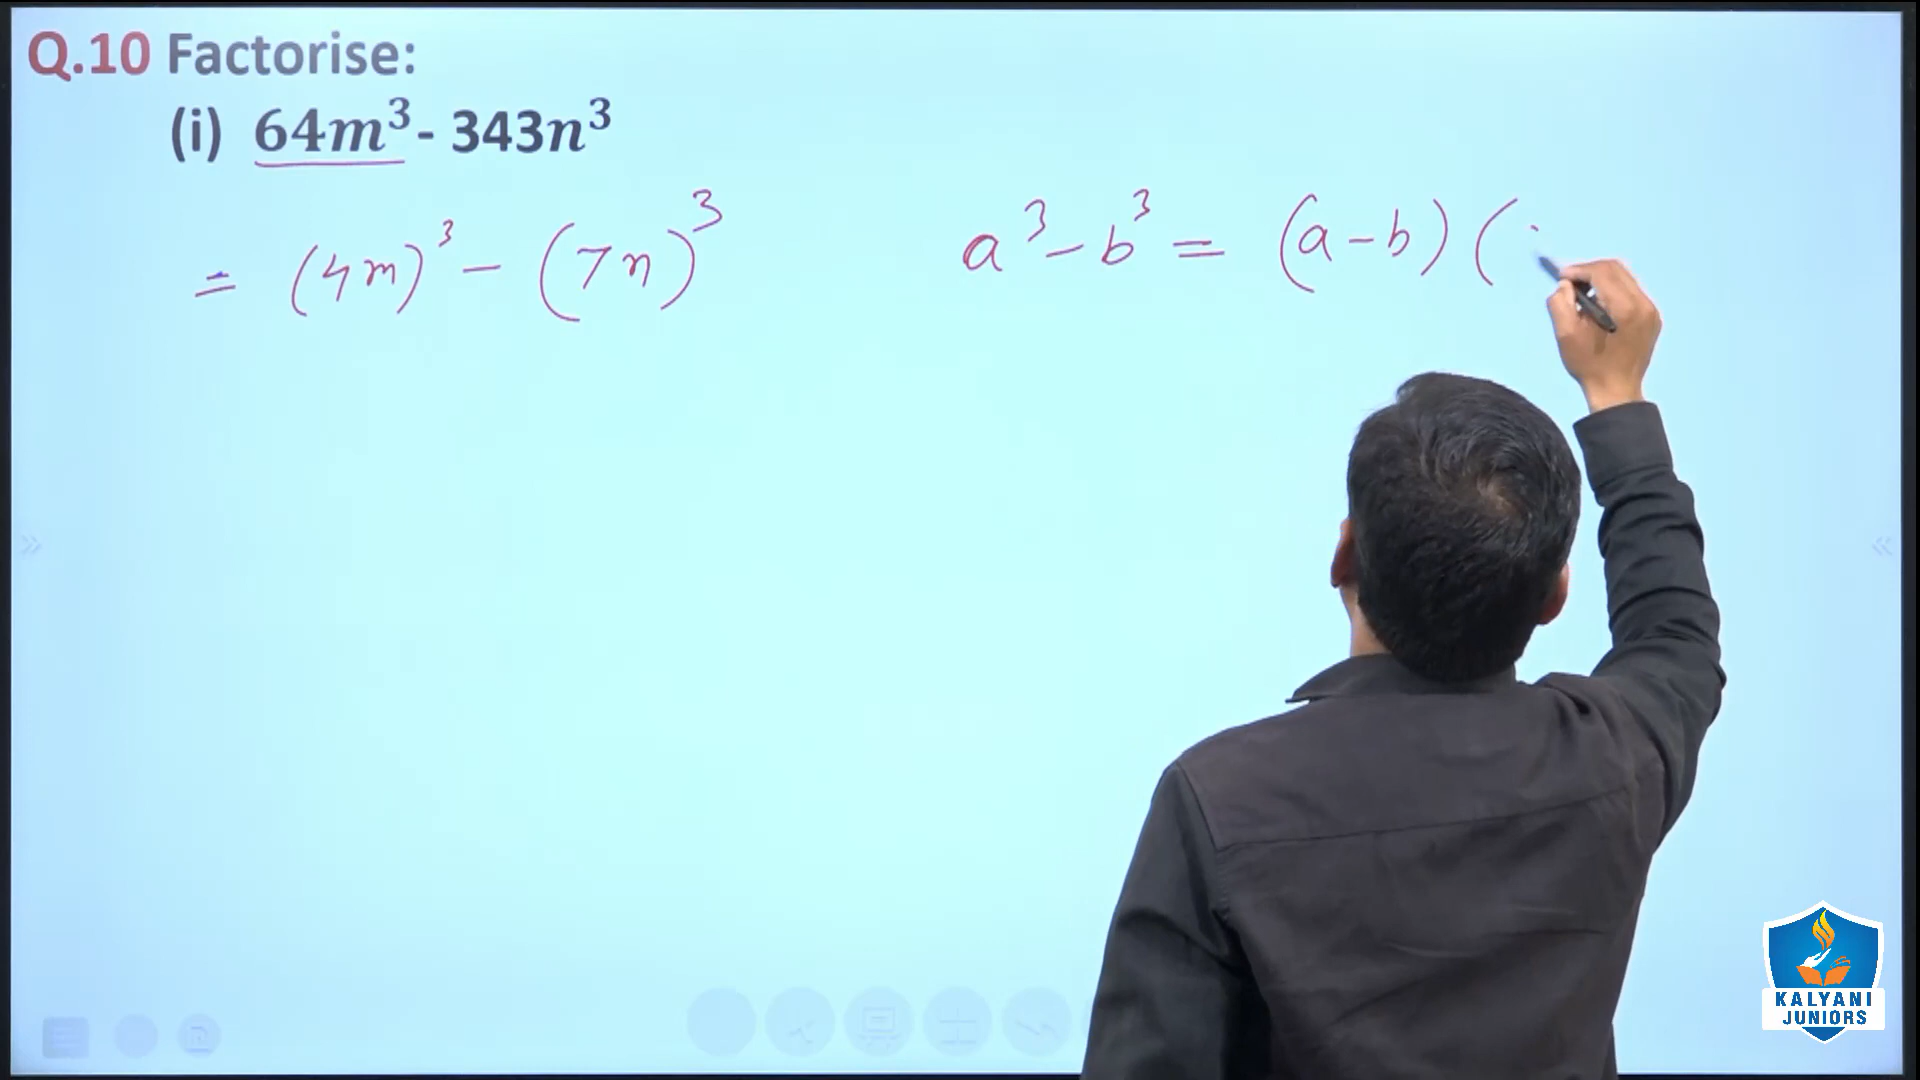 Q.10 Factorise:
(i) 64m³- 343n³
= (4m)³ - (7n)³
a³-b³ = (a-b) (
KALYANI
JUNIORS